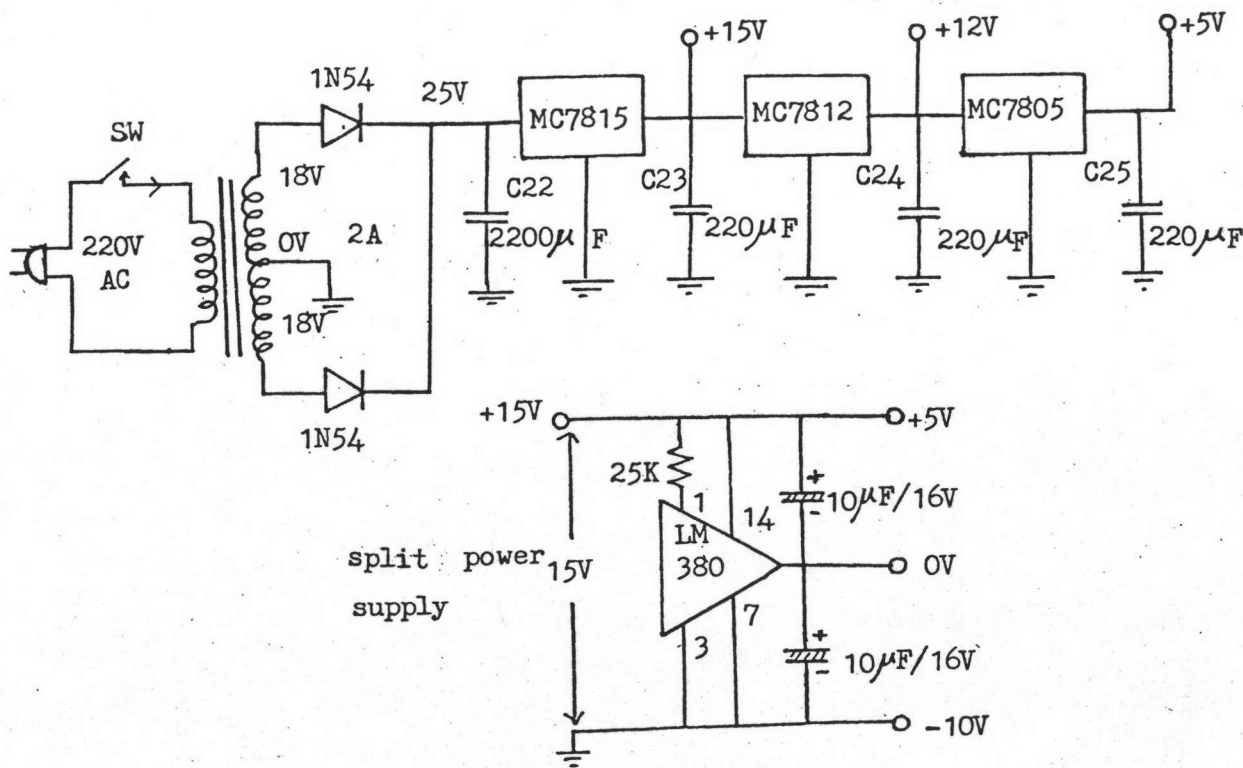 +15V
+12V
+5V
1N54
25V
MC7815
MC7812
MC7805
SW
18V
C22
C23
C24
C25
220V
AC
0V
2A
2200μF
220μF
220μF
220μF
18V
1N54
+15V
+5V
25K
1
14
10μF/16V
LM
380
split power
supply
15V
0V
7
3
10μF/16V
-10V